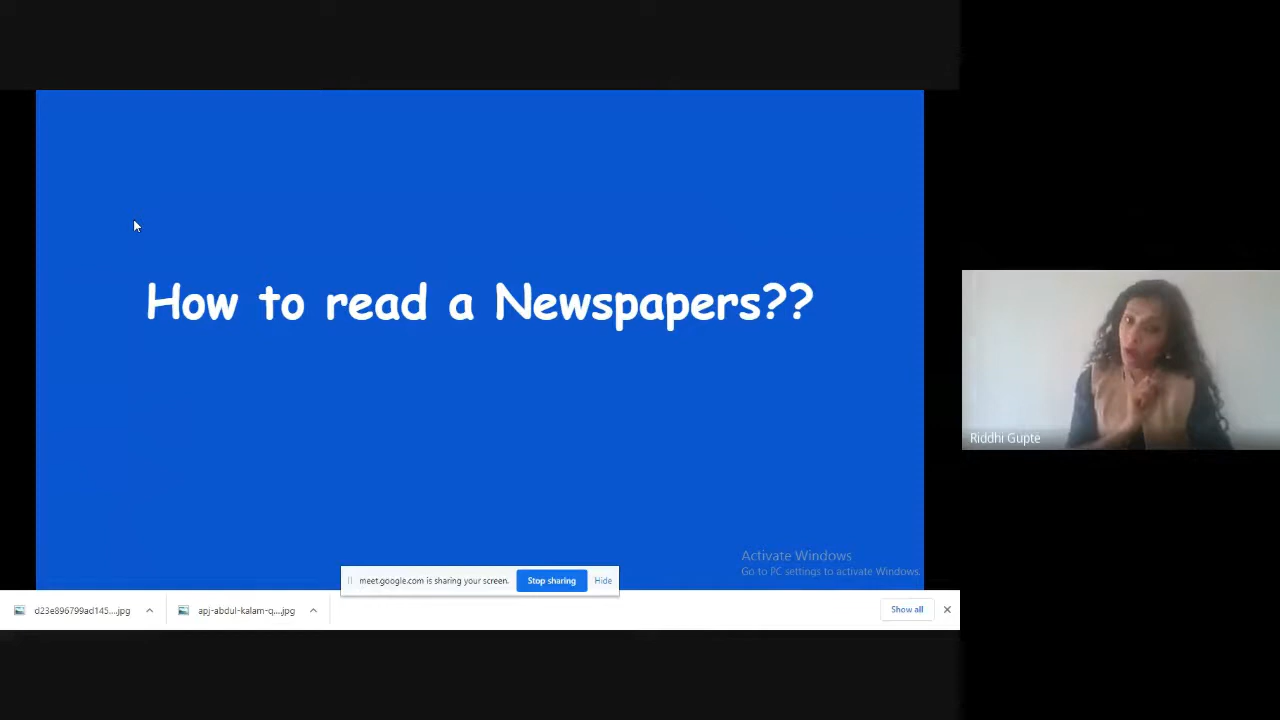 How to read a Newspapers??
Riddhi Gupte
Activate Windows
Go to PC settings to activate Windows.
meet.google.com is sharing your screen.
Stop sharing
Hide
d23e896799ad145....jpg
apj-abdul-kalam-q....jpg
Show all